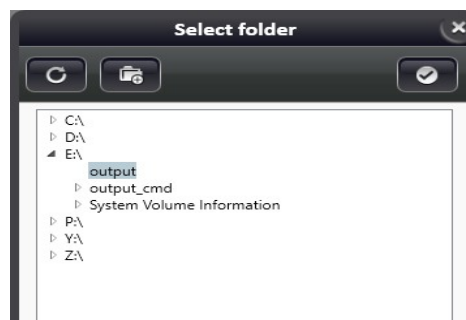 Select folder
C:\
D:\
E:\
output
output_cmd
System Volume Information
P:\
Y:\
Z:\